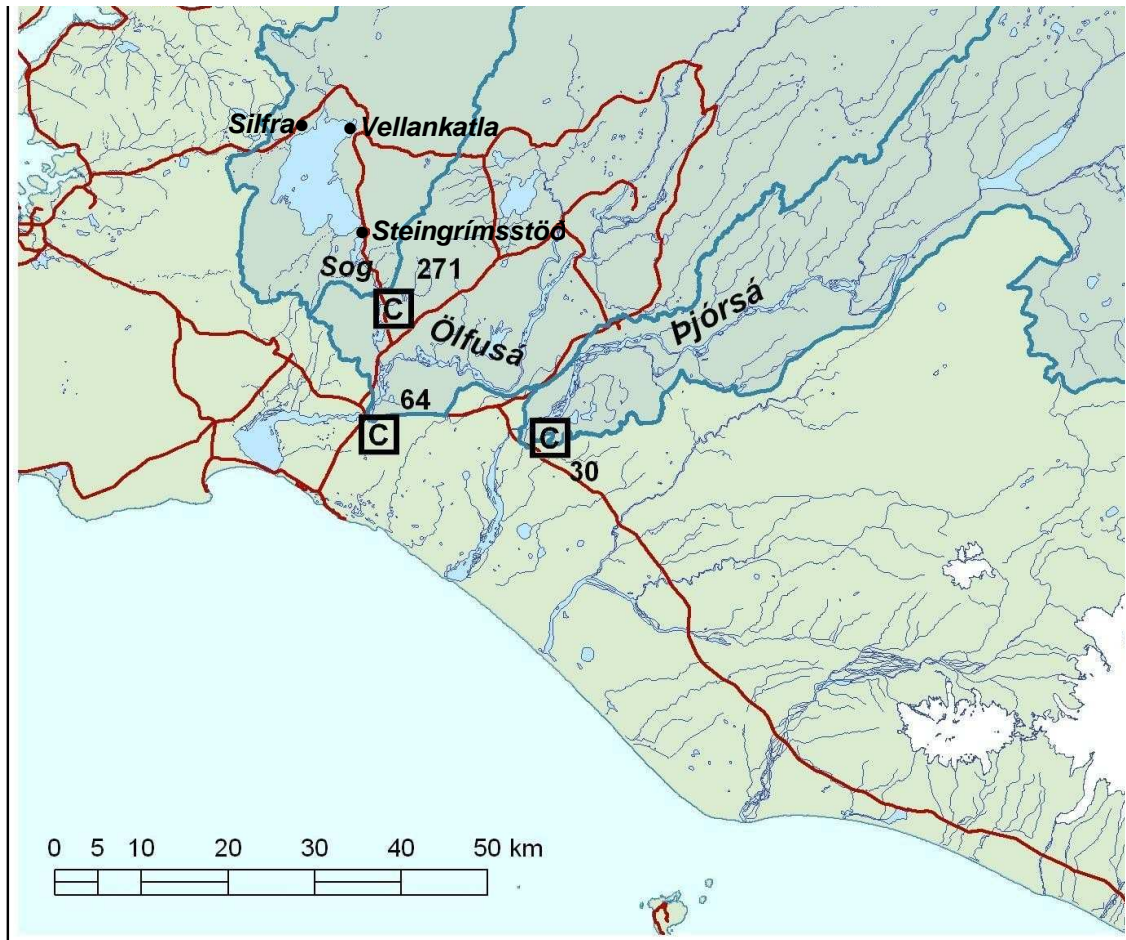 Silfra
Vellankatla
Steingrímsstöð
Sog
271
C
Ölfusá
Þjórsá
64
C
C
30
0 5 10 20 30 40 50 km